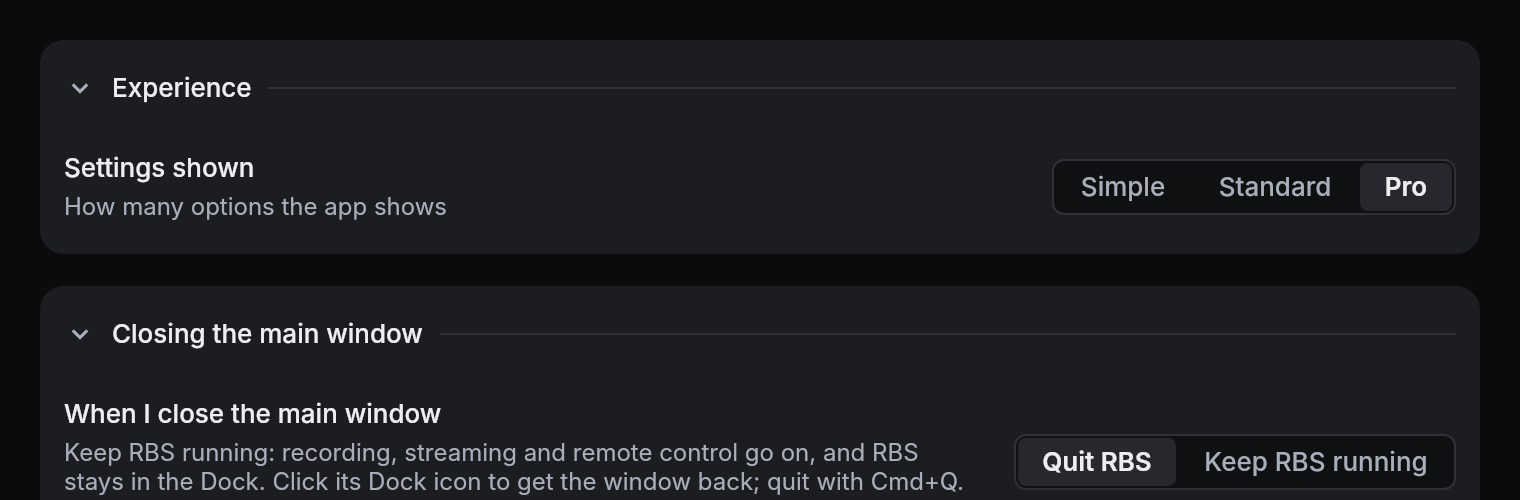 Experience
Settings shown
How many options the app shows
Simple
Standard
Pro
Closing the main window
When I close the main window
Keep RBS running: recording, streaming and remote control go on, and RBS
stays in the Dock. Click its Dock icon to get the window back; quit with Cmd+Q.
Quit RBS
Keep RBS running